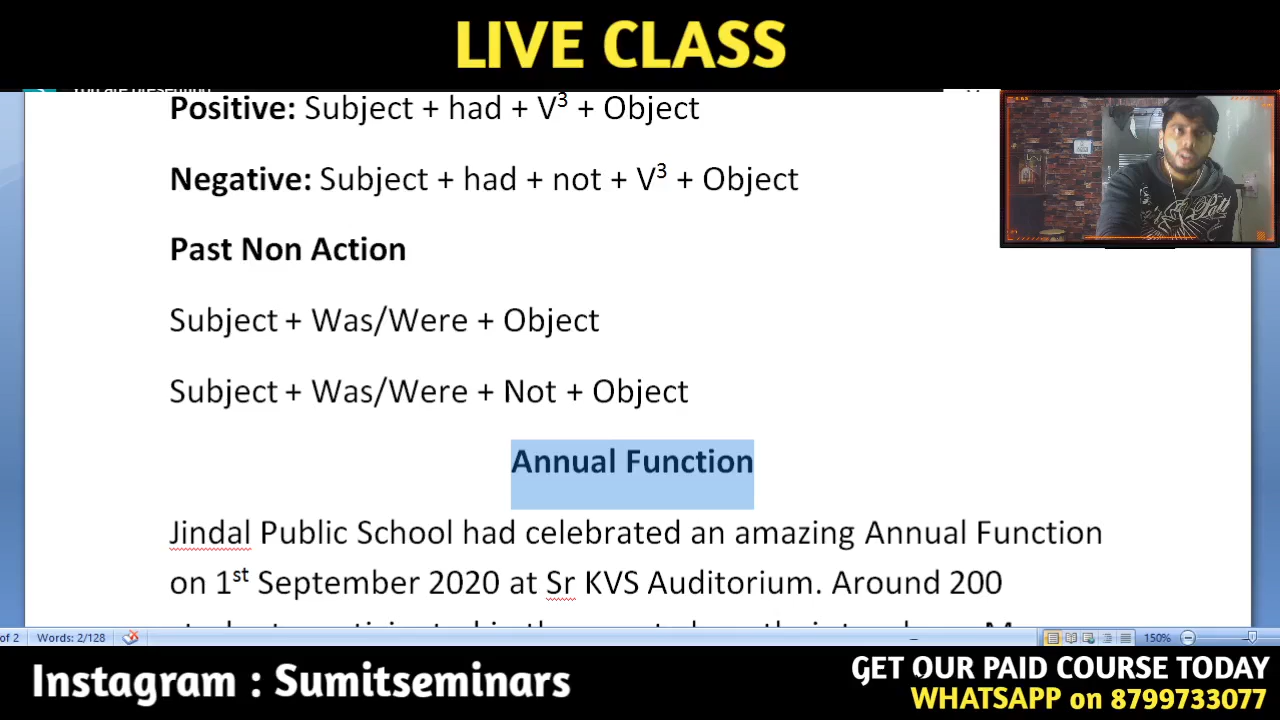 LIVE CLASS
Positive: Subject + had + V³ + Object
Negative: Subject + had + not + V³ + Object
Past Non Action
Subject + Was/Were + Object
Subject + Was/Were + Not + Object
Annual Function
Jindal Public School had celebrated an amazing Annual Function
on 1st September 2020 at Sr KVS Auditorium. Around 200
of 2 Words: 2/128 150%
Instagram : Sumitseminars
GET OUR PAID COURSE TODAY
WHATSAPP on 8799733077